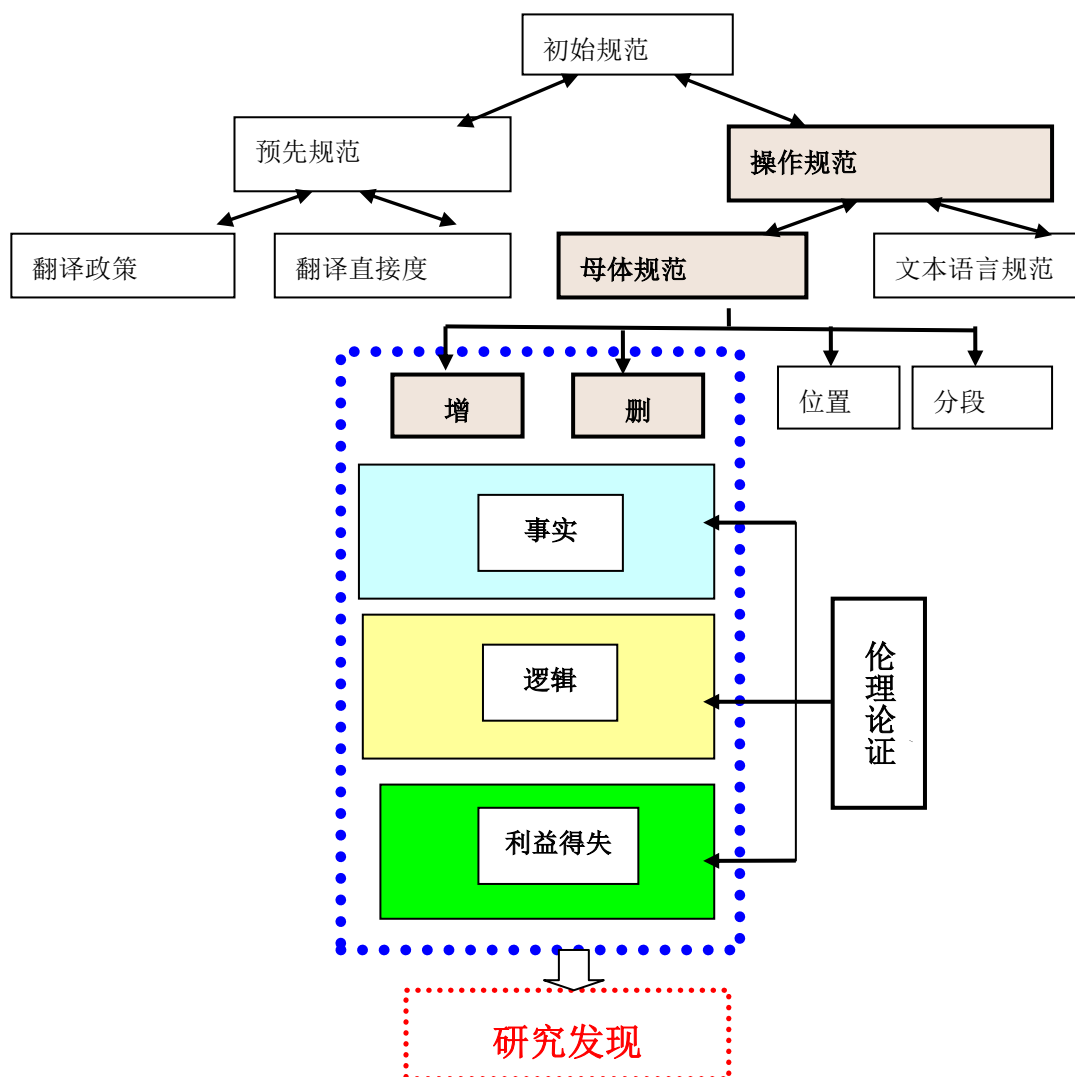 初始规范
预先规范
操作规范
翻译政策
翻译直接度
母体规范
文本语言规范
增
删
位置
分段
事实
逻辑
伦理论证
利益得失
研究发现